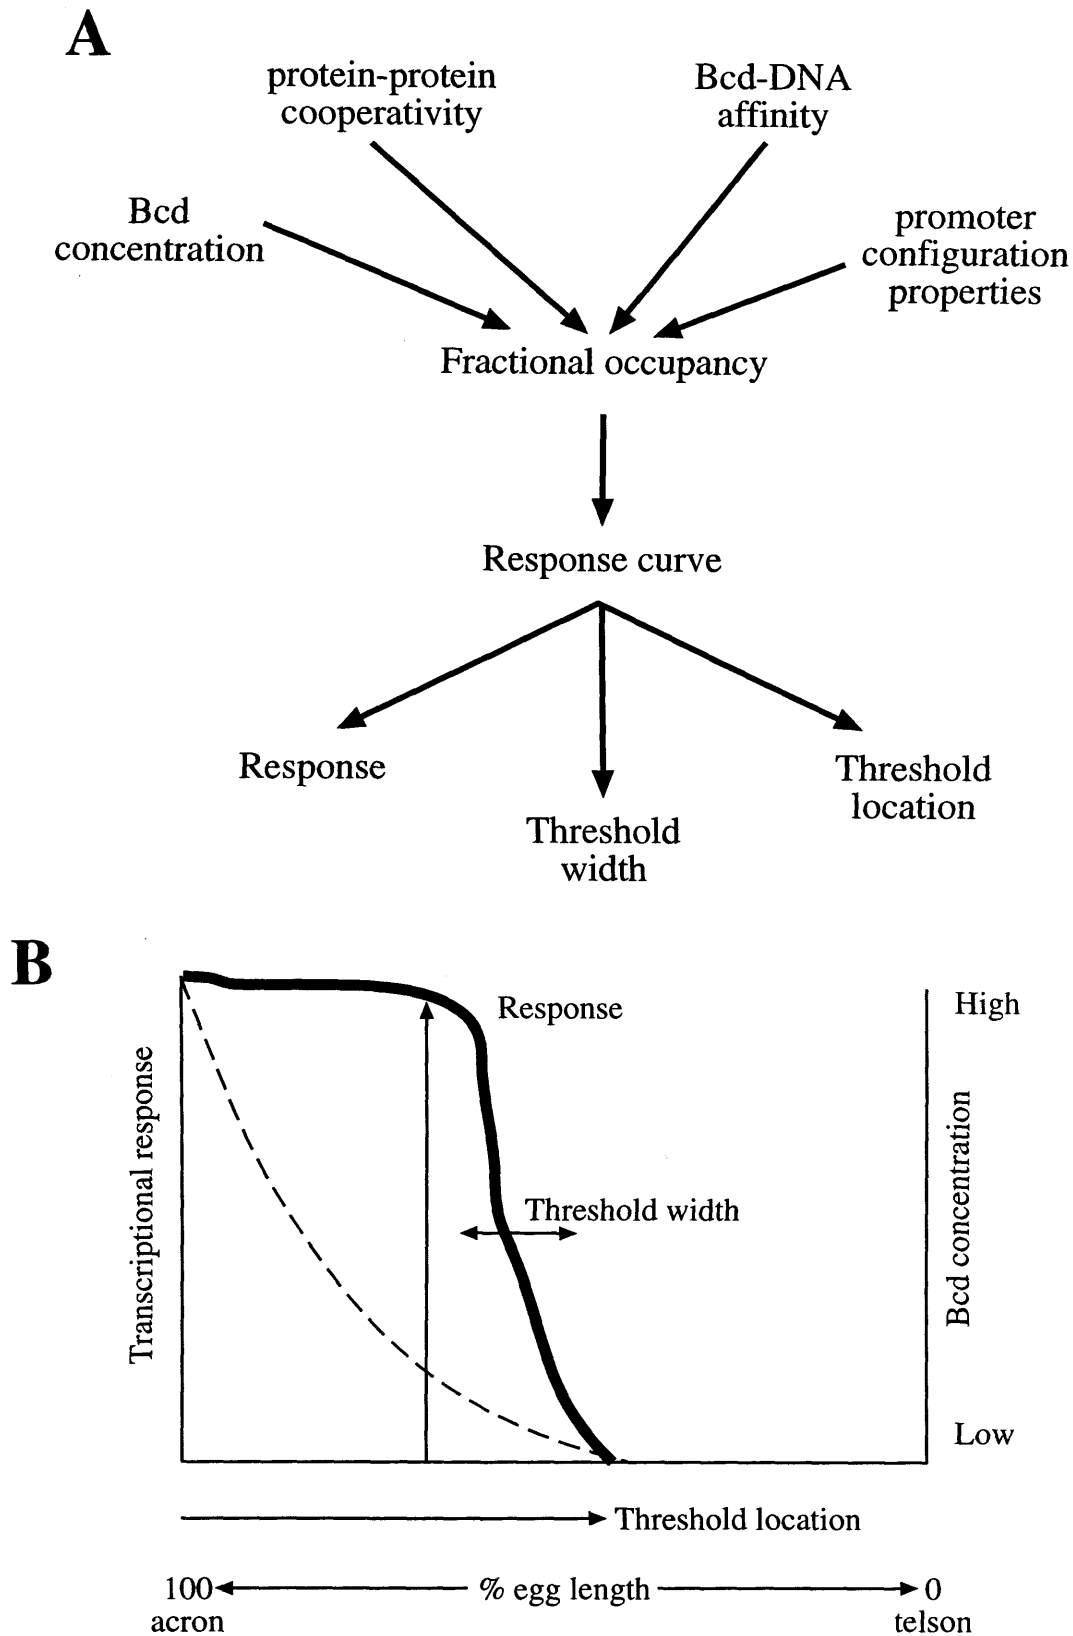 A
protein-protein
cooperativity
Bcd-DNA
affinity
Bcd
concentration
promoter
configuration
properties
Fractional occupancy
Response curve
Response
Threshold
width
Threshold
location
B
Response
High
Transcriptional response
Threshold width
Bcd concentration
Low
Threshold location
100 % egg length 0
acron
telson